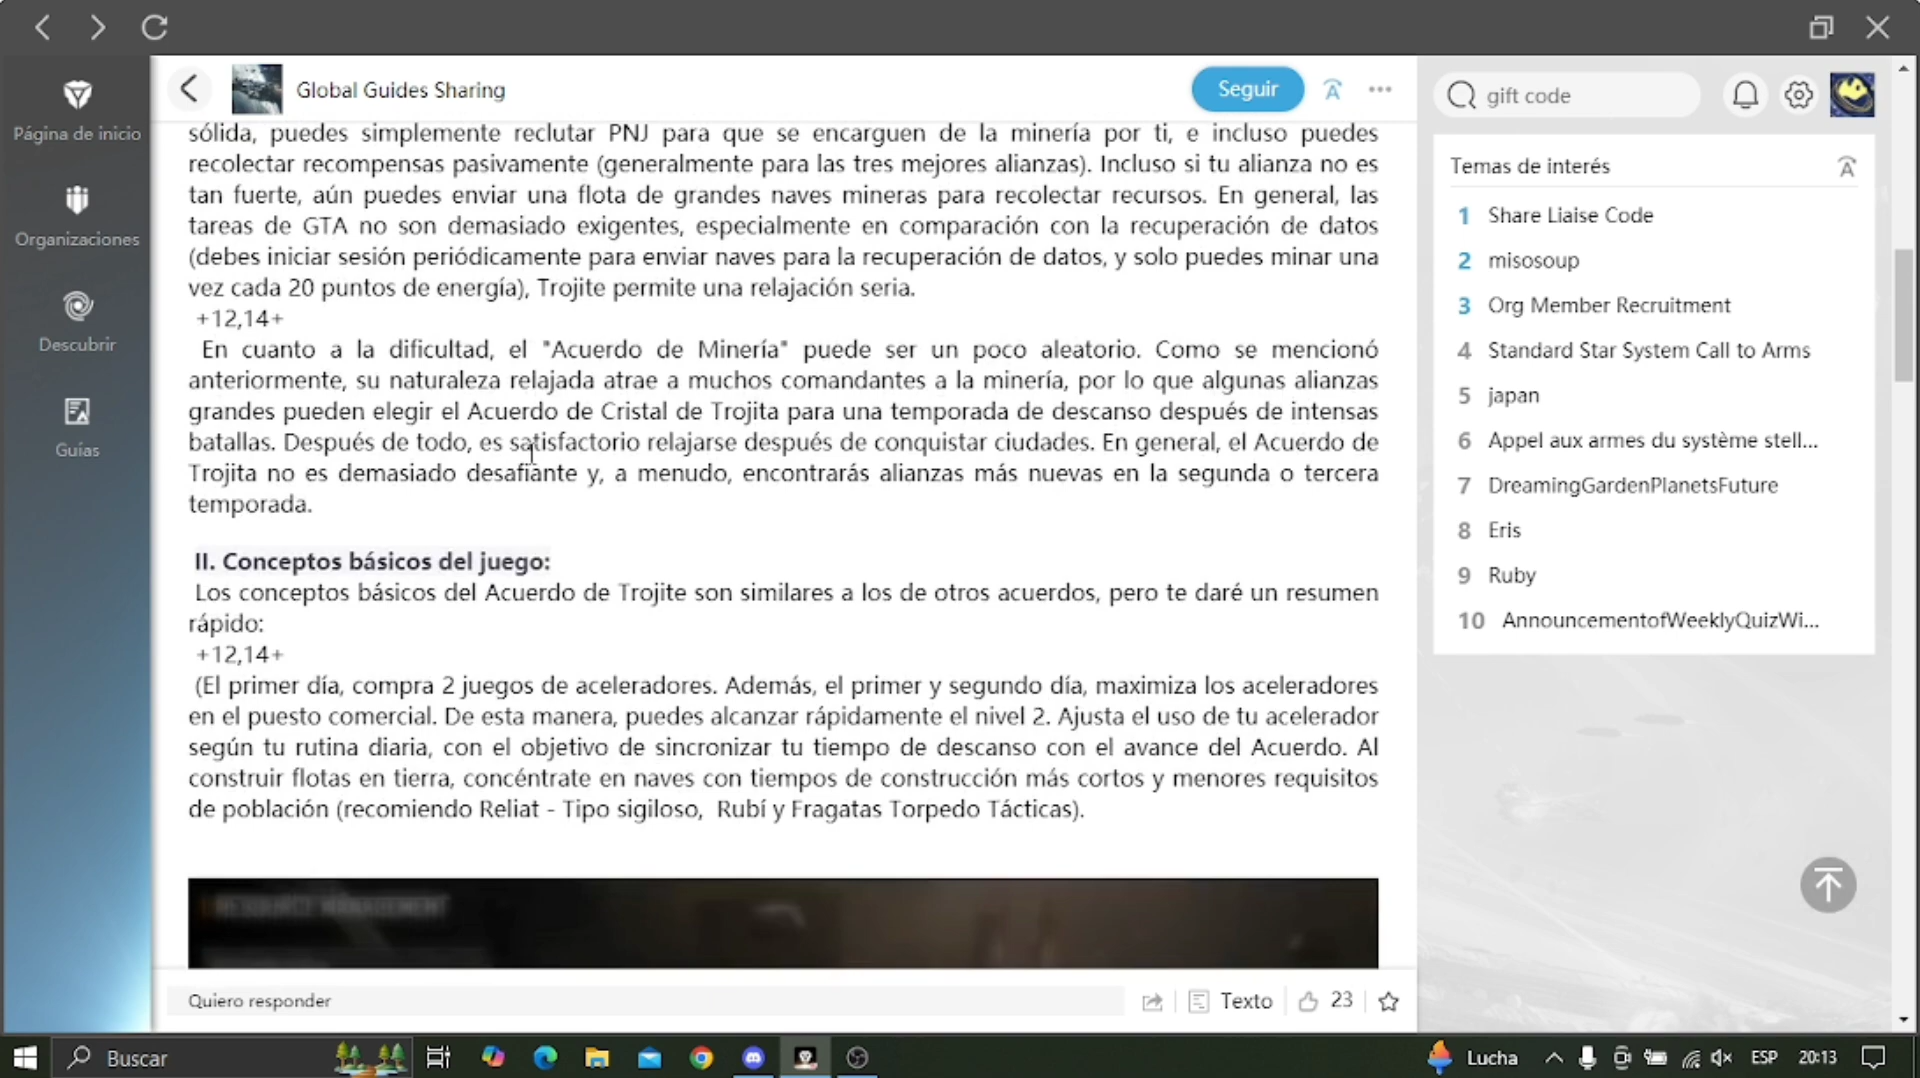 Global Guides Sharing
Seguir
gift code
Página de inicio
Organizaciones
Descubrir
Guías
sólida, puedes simplemente reclutar PNJ para que se encarguen de la minería por ti, e incluso puedes
recolectar recompensas pasivamente (generalmente para las tres mejores alianzas). Incluso si tu alianza no es
tan fuerte, aún puedes enviar una flota de grandes naves mineras para recolectar recursos. En general, las
tareas de GTA no son demasiado exigentes, especialmente en comparación con la recuperación de datos
(debes iniciar sesión periódicamente para enviar naves para la recuperación de datos, y solo puedes minar una
vez cada 20 puntos de energía), Trojite permite una relajación seria.
+12,14+
En cuanto a la dificultad, el "Acuerdo de Minería" puede ser un poco aleatorio. Como se mencionó
anteriormente, su naturaleza relajada atrae a muchos comandantes a la minería, por lo que algunas alianzas
grandes pueden elegir el Acuerdo de Cristal de Trojita para una temporada de descanso después de intensas
batallas. Después de todo, es satisfactorio relajarse después de conquistar ciudades. En general, el Acuerdo de
Trojita no es demasiado desafiante y, a menudo, encontrarás alianzas más nuevas en la segunda o tercera
temporada.
II. Conceptos básicos del juego:
Los conceptos básicos del Acuerdo de Trojite son similares a los de otros acuerdos, pero te daré un resumen
rápido:
+12,14+
(El primer día, compra 2 juegos de aceleradores. Además, el primer y segundo día, maximiza los aceleradores
en el puesto comercial. De esta manera, puedes alcanzar rápidamente el nivel 2. Ajusta el uso de tu acelerador
según tu rutina diaria, con el objetivo de sincronizar tu tiempo de descanso con el avance del Acuerdo. Al
construir flotas en tierra, concéntrate en naves con tiempos de construcción más cortos y menores requisitos
de población (recomiendo Reliat - Tipo sigiloso, Rubí y Fragatas Torpedo Tácticas).
RESOURCE MANAGEMENT
Quiero responder
Texto
23
Temas de interés
1 Share Liaise Code
2 misosoup
3 Org Member Recruitment
4 Standard Star System Call to Arms
5 japan
6 Appel aux armes du système stell...
7 DreamingGardenPlanetsFuture
8 Eris
9 Ruby
10 AnnouncementofWeeklyQuizWi...
Buscar
Lucha
ESP
20:13